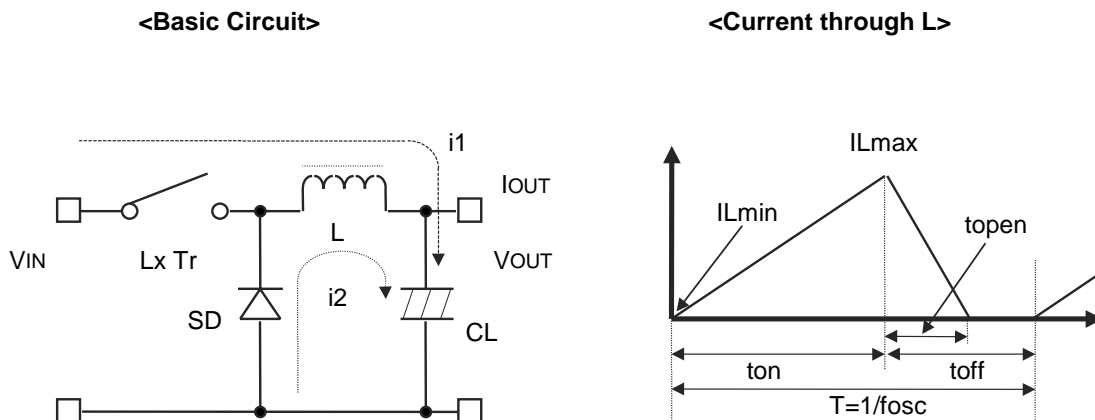 <Basic Circuit>
<Current through L>
i1
IOUT
VIN
Lx Tr
L
VOUT
i2
SD
CL
ILmax
ILmin
topen
ton
toff
T=1/fosc